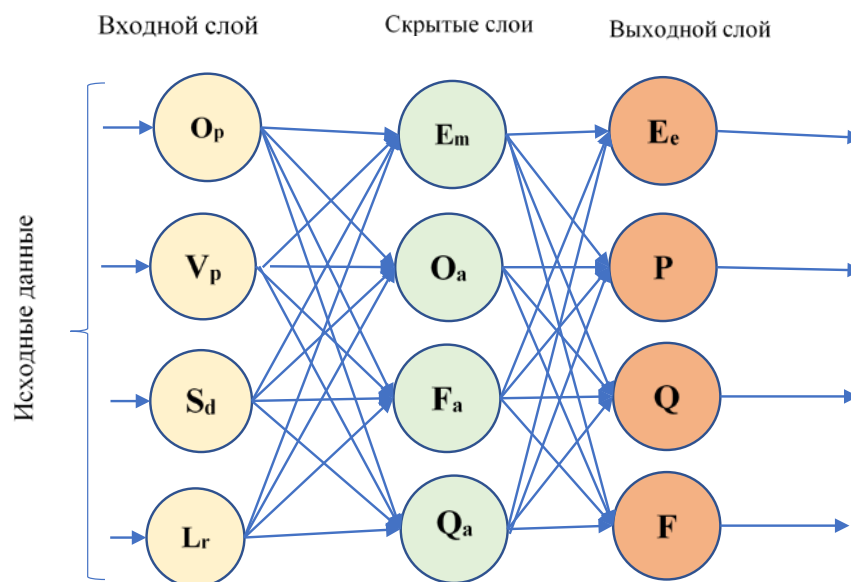 Входной слой Скрытые слои Выходной слой
Исходные данные
Op Em Ee
Vp Oa P
Sd Fa Q
Lr Qa F